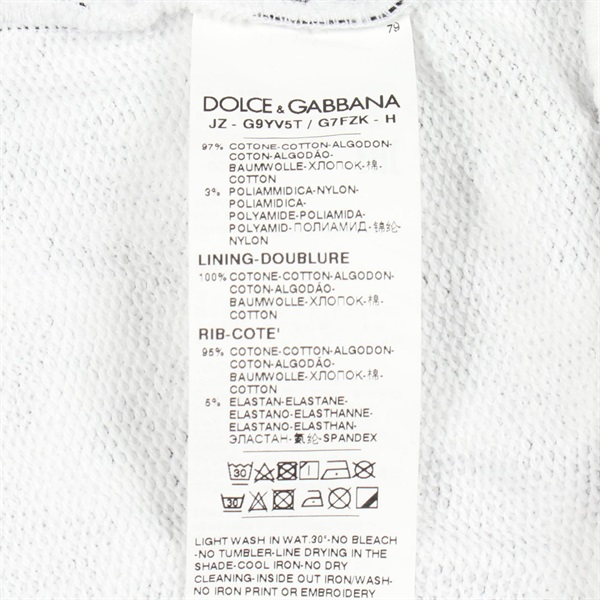 79
DOLCE & GABBANA
JZ - G9YV5T / G7FZK - H
97% COTONE-COTTON-ALGODON-
COTON-ALGODÃO-
BAUMWOLLE-ХЛОПОК-棉-
COTTON
3% POLIAMMIDICA-NYLON-
POLIAMIDICA-
POLYAMIDE-POLIAMIDA-
POLYAMID-ПОЛИАМИД-锦纶-
NYLON
LINING-DOUBLURE
100% COTONE-COTTON-ALGODON-
COTON-ALGODÃO-
BAUMWOLLE-ХЛОПОК-棉-
COTTON
RIB-COTE'
95% COTONE-COTTON-ALGODON-
COTON-ALGODÃO-
BAUMWOLLE-ХЛОПОК-棉-
COTTON
5% ELASTAN-ELASTANE-
ELASTANO-ELASTHANNE-
ELASTANO-ELASTHAN-
ЭЛАСТАН-氨纶-SPANDEX
30
30
LIGHT WASH IN WAT.30°-NO BLEACH
-NO TUMBLER-LINE DRYING IN THE
SHADE-COOL IRON-NO DRY
CLEANING-INSIDE OUT IRON/WASH-
NO IRON PRINT OR EMBROIDERY